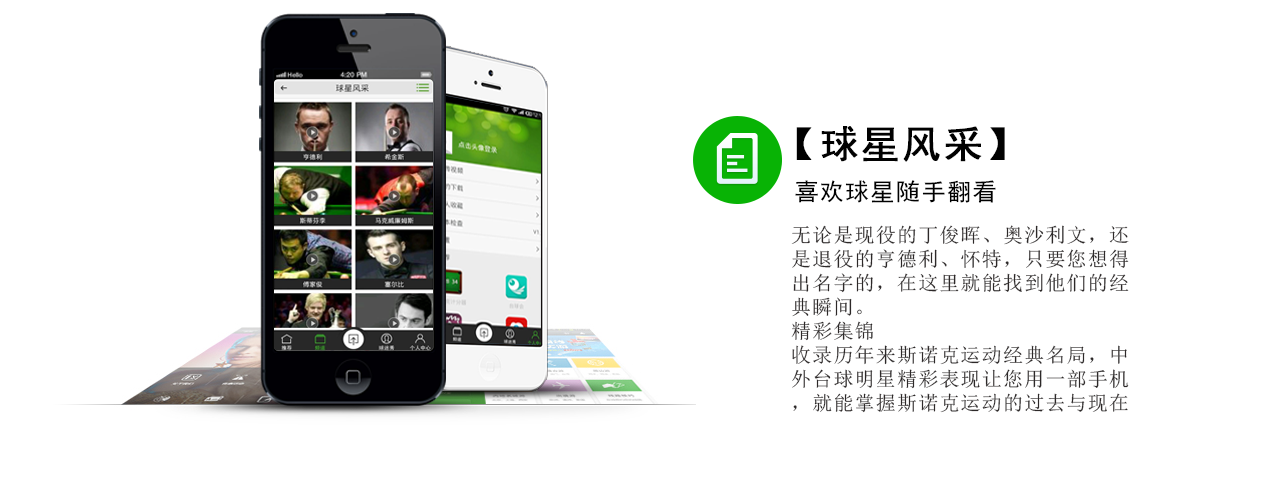 Hello
4:20 PM
球星风采
亨德利
希金斯
斯蒂芬李
马克威廉姆斯
傅家俊
塞尔比
推荐
频道
球迷秀
个人中心
点击头像登录
【球星风采】
喜欢球星随手翻看
无论是现役的丁俊晖、奥沙利文，还
是退役的亨德利、怀特，只要您想得
出名字的，在这里就能找到他们的经
典瞬间。
精彩集锦
收录历年来斯诺克运动经典名局，中
外台球明星精彩表现让您用一部手机
，就能掌握斯诺克运动的过去与现在